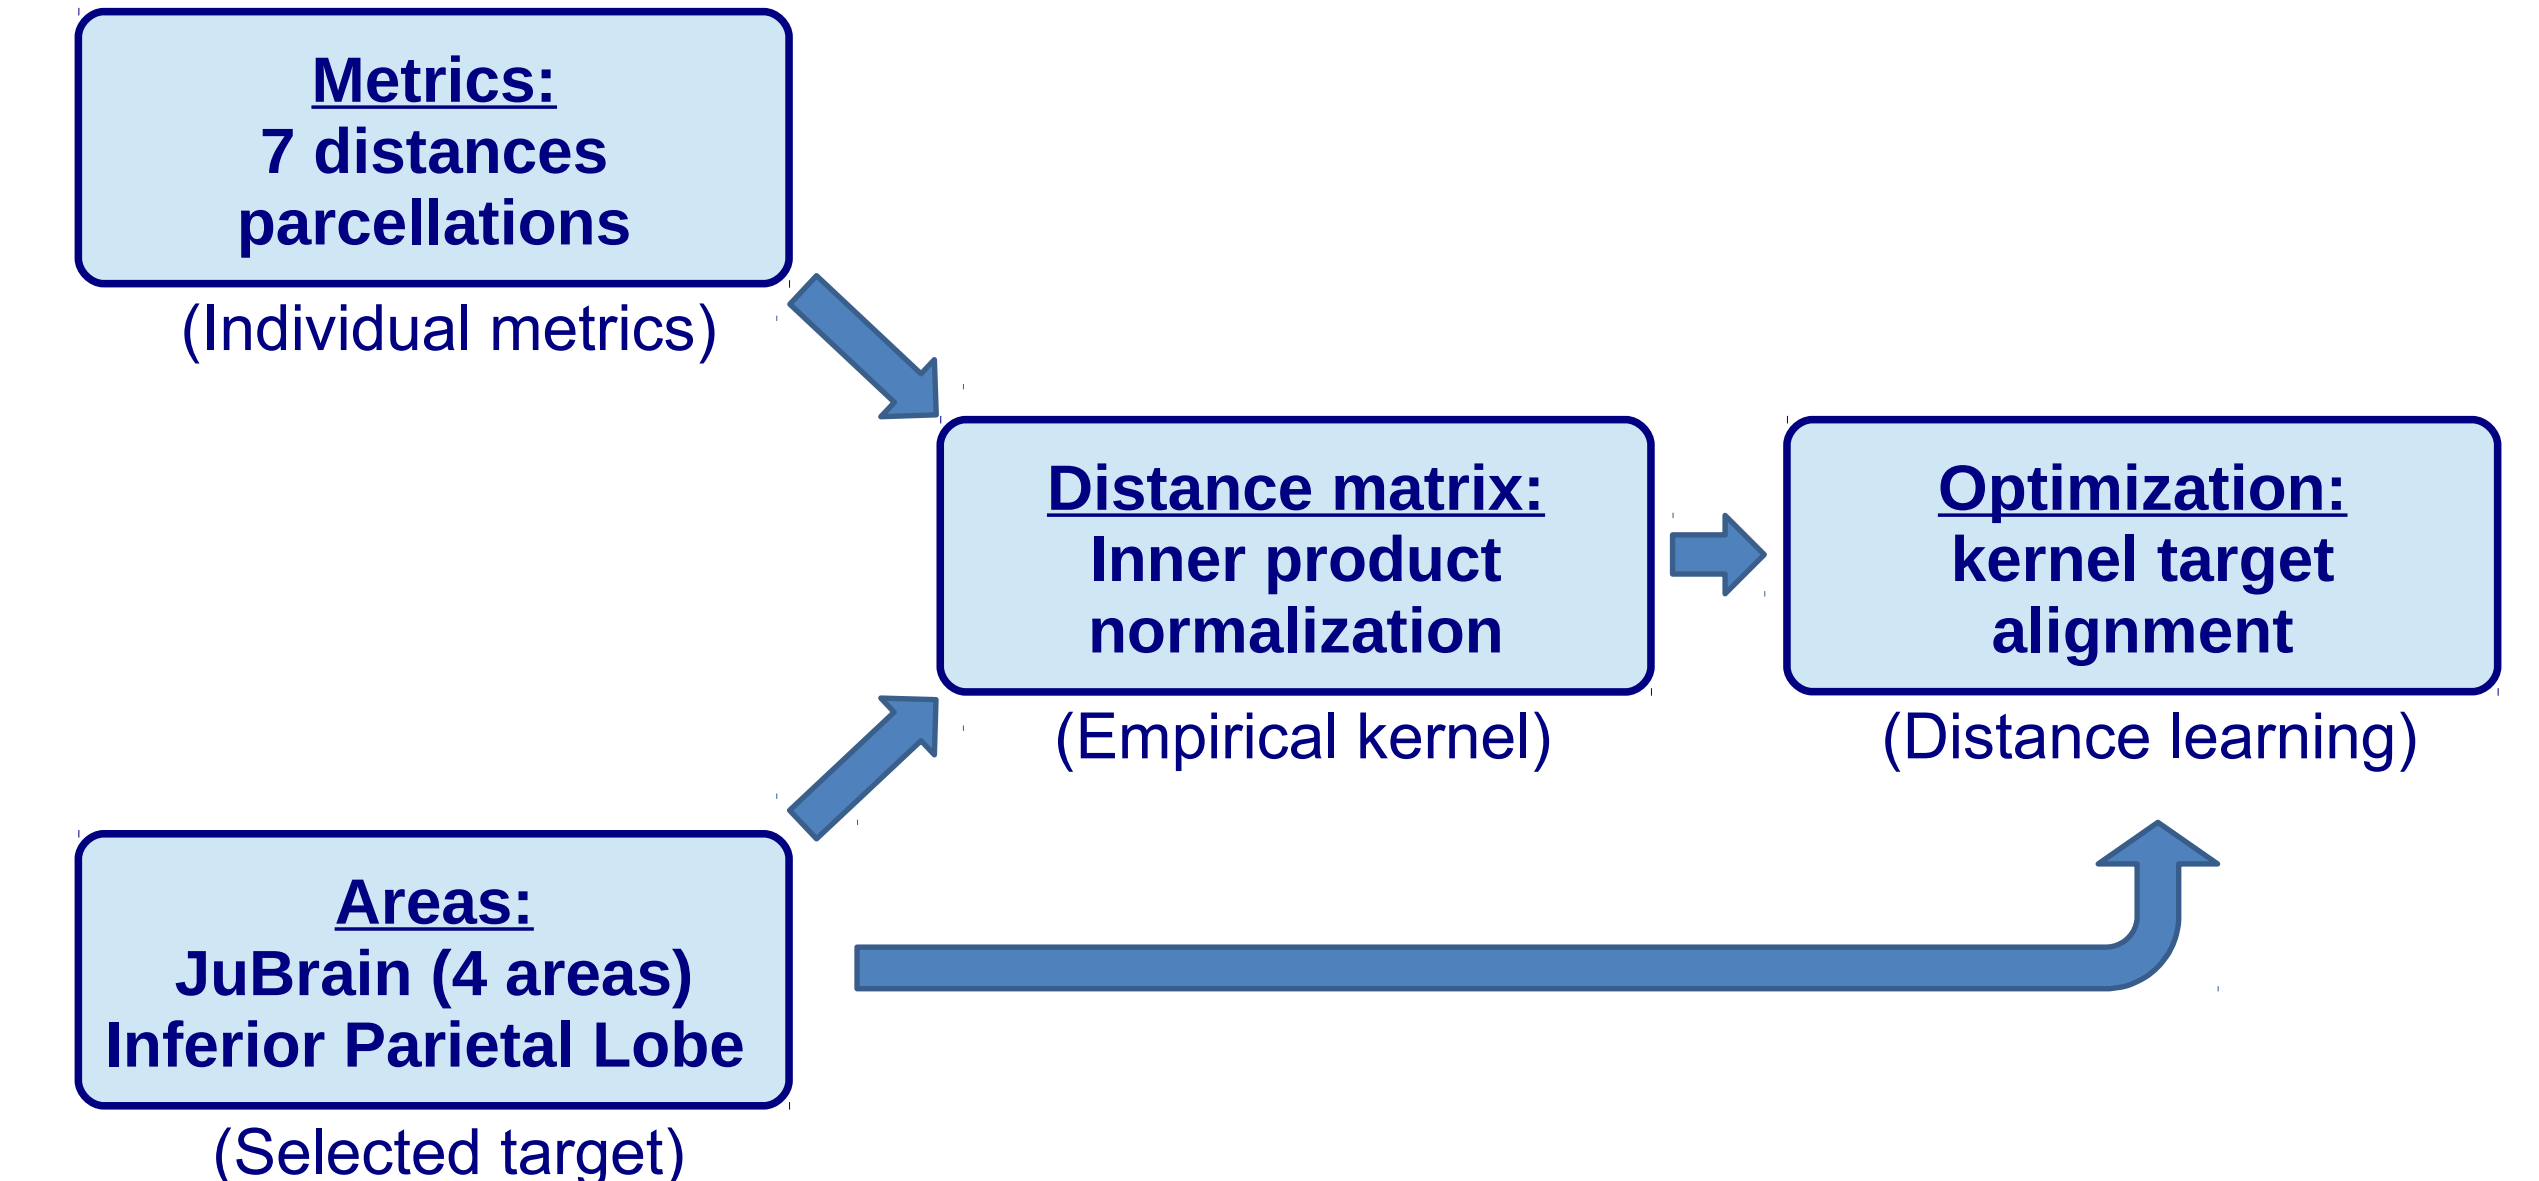 Metrics:
7 distances
parcellations
(Individual metrics)
Distance matrix:
Inner product
normalization
(Empirical kernel)
Optimization:
kernel target
alignment
(Distance learning)
Areas:
JuBrain (4 areas)
Inferior Parietal Lobe
(Selected target)